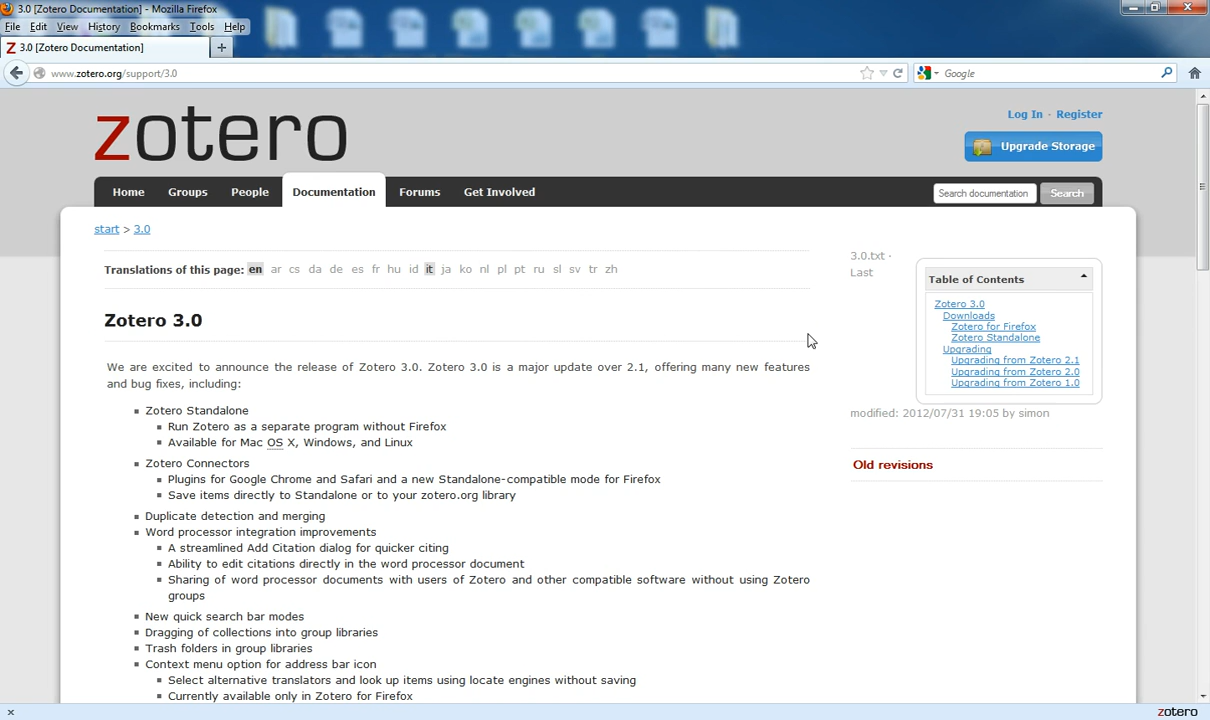 3.0 [Zotero Documentation] - Mozilla Firefox
File Edit View History Bookmarks Tools Help
3.0 [Zotero Documentation]
www.zotero.org/support/3.0
Google
zotero
Log In - Register
Upgrade Storage
Home Groups People Documentation Forums Get Involved
Search documentation Search
start > 3.0
Translations of this page: en ar cs da de es fr hu id it ja ko nl pl pt ru sl sv tr zh
3.0.txt ·
Last
Table of Contents
Zotero 3.0
Downloads
Zotero for Firefox
Zotero Standalone
Upgrading
Upgrading from Zotero 2.1
Upgrading from Zotero 2.0
Upgrading from Zotero 1.0
modified: 2012/07/31 19:05 by simon
Old revisions
Zotero 3.0
We are excited to announce the release of Zotero 3.0. Zotero 3.0 is a major update over 2.1, offering many new features
and bug fixes, including:
Zotero Standalone
Run Zotero as a separate program without Firefox
Available for Mac OS X, Windows, and Linux
Zotero Connectors
Plugins for Google Chrome and Safari and a new Standalone-compatible mode for Firefox
Save items directly to Standalone or to your zotero.org library
Duplicate detection and merging
Word processor integration improvements
A streamlined Add Citation dialog for quicker citing
Ability to edit citations directly in the word processor document
Sharing of word processor documents with users of Zotero and other compatible software without using Zotero
groups
New quick search bar modes
Dragging of collections into group libraries
Trash folders in group libraries
Context menu option for address bar icon
Select alternative translators and look up items using locate engines without saving
Currently available only in Zotero for Firefox
zotero